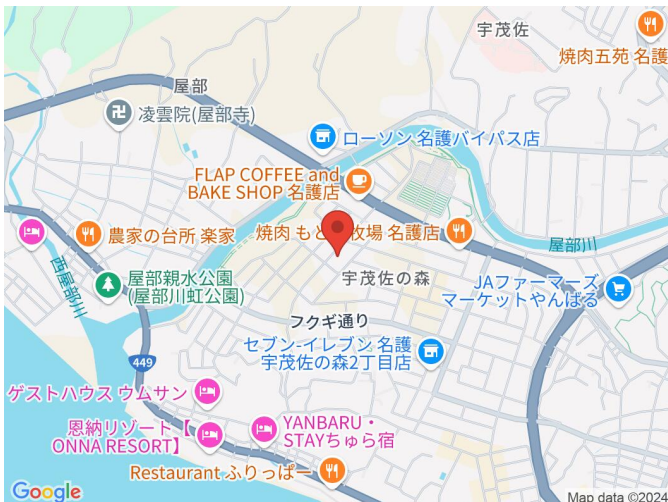 宇茂佐
焼肉五苑 名護
屋部
凌雲院(屋部寺)
ローソン 名護バイパス店
FLAP COFFEE and
BAKE SHOP 名護店
農家の台所 楽家
焼肉 もと
牧場 名護店
屋部川
西屋部川
屋部親水公園
(屋部川虹公園)
宇茂佐の森
JAファーマーズ
マーケットやんばる
フクギ通り
セブン-イレブン 名護
宇茂佐の森2丁目店
449
ゲストハウス ウムサン
恩納リゾート【
ONNA RESORT】
YANBARU・
STAYちゅら宿
Restaurant ふりっぱー
Google
Map data ©2024